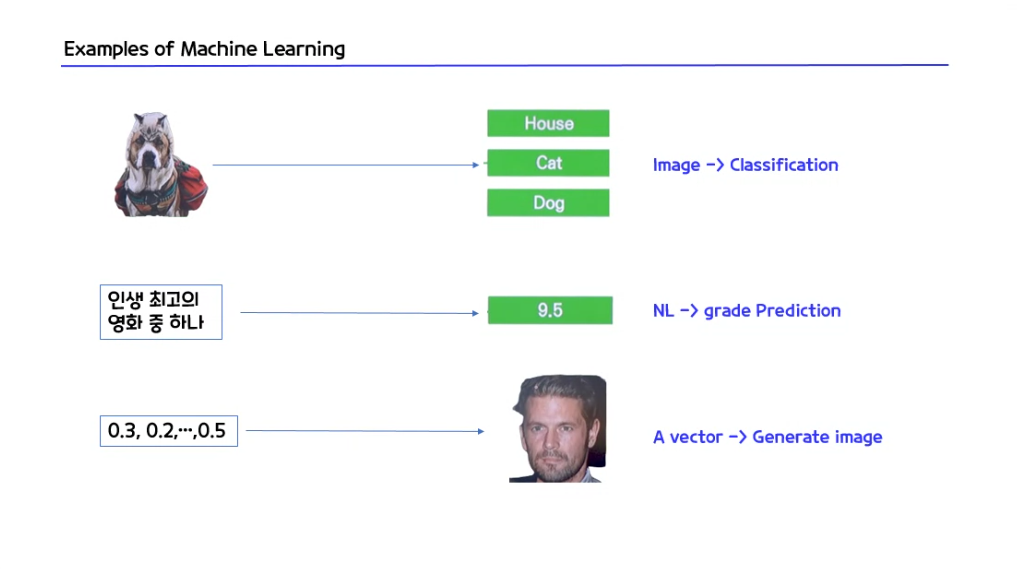 Examples of Machine Learning
House
Cat
Dog
Image -> Classification
인생 최고의
영화 중 하나
9.5
NL -> grade Prediction
0.3, 0.2,…,0.5
A vector -> Generate image